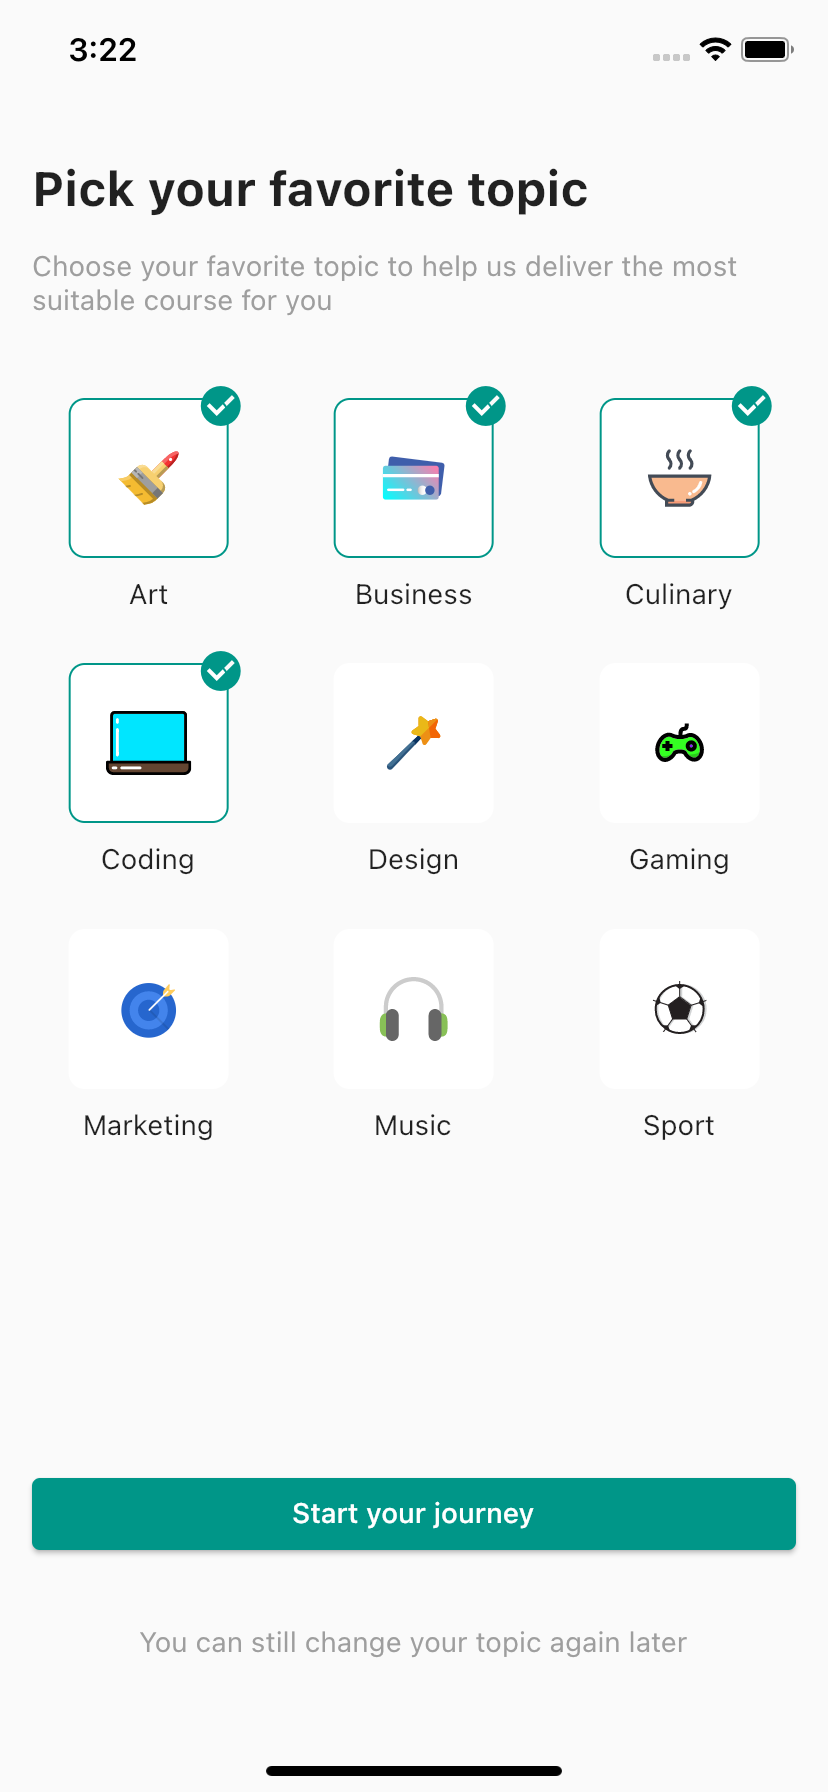 3:22
Pick your favorite topic
Choose your favorite topic to help us deliver the most
suitable course for you
Art
Business
Culinary
Coding
Design
Gaming
Marketing
Music
Sport
Start your journey
You can still change your topic again later